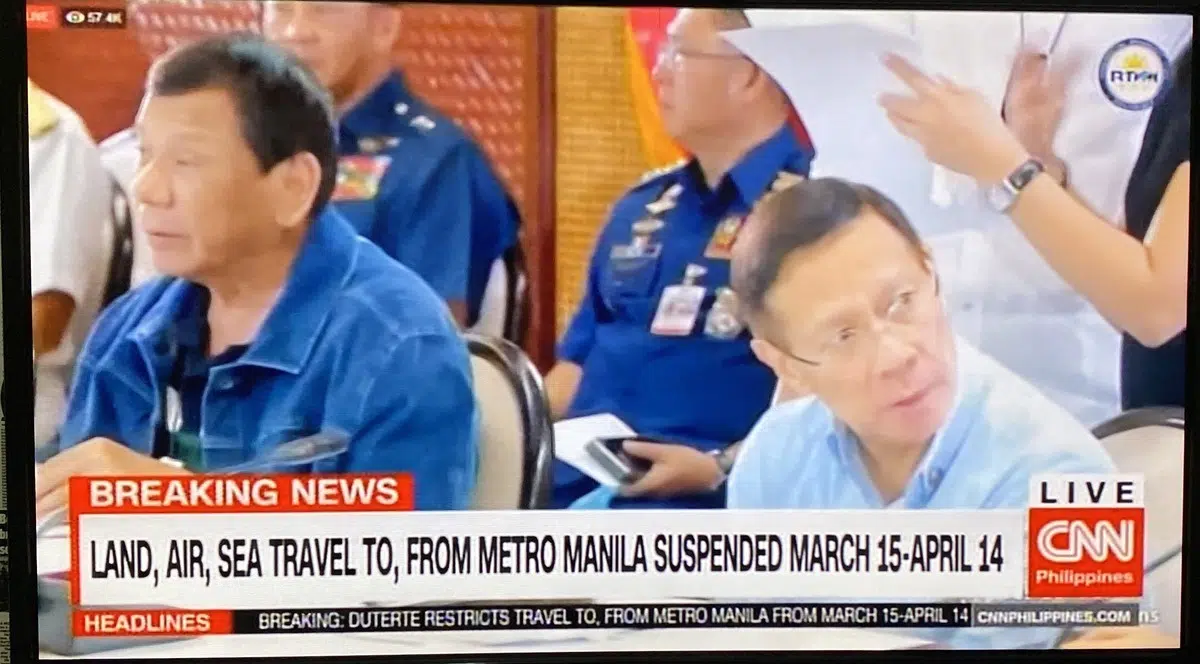 LIVE 57.4K
RTVM
BREAKING NEWS
LIVE
LAND, AIR, SEA TRAVEL TO, FROM METRO MANILA SUSPENDED MARCH 15-APRIL 14
CNN
Philippines
HEADLINES
BREAKING: DUTERTE RESTRICTS TRAVEL TO, FROM METRO MANILA FROM MARCH 15-APRIL 14
CNNPHILIPPINES.COM